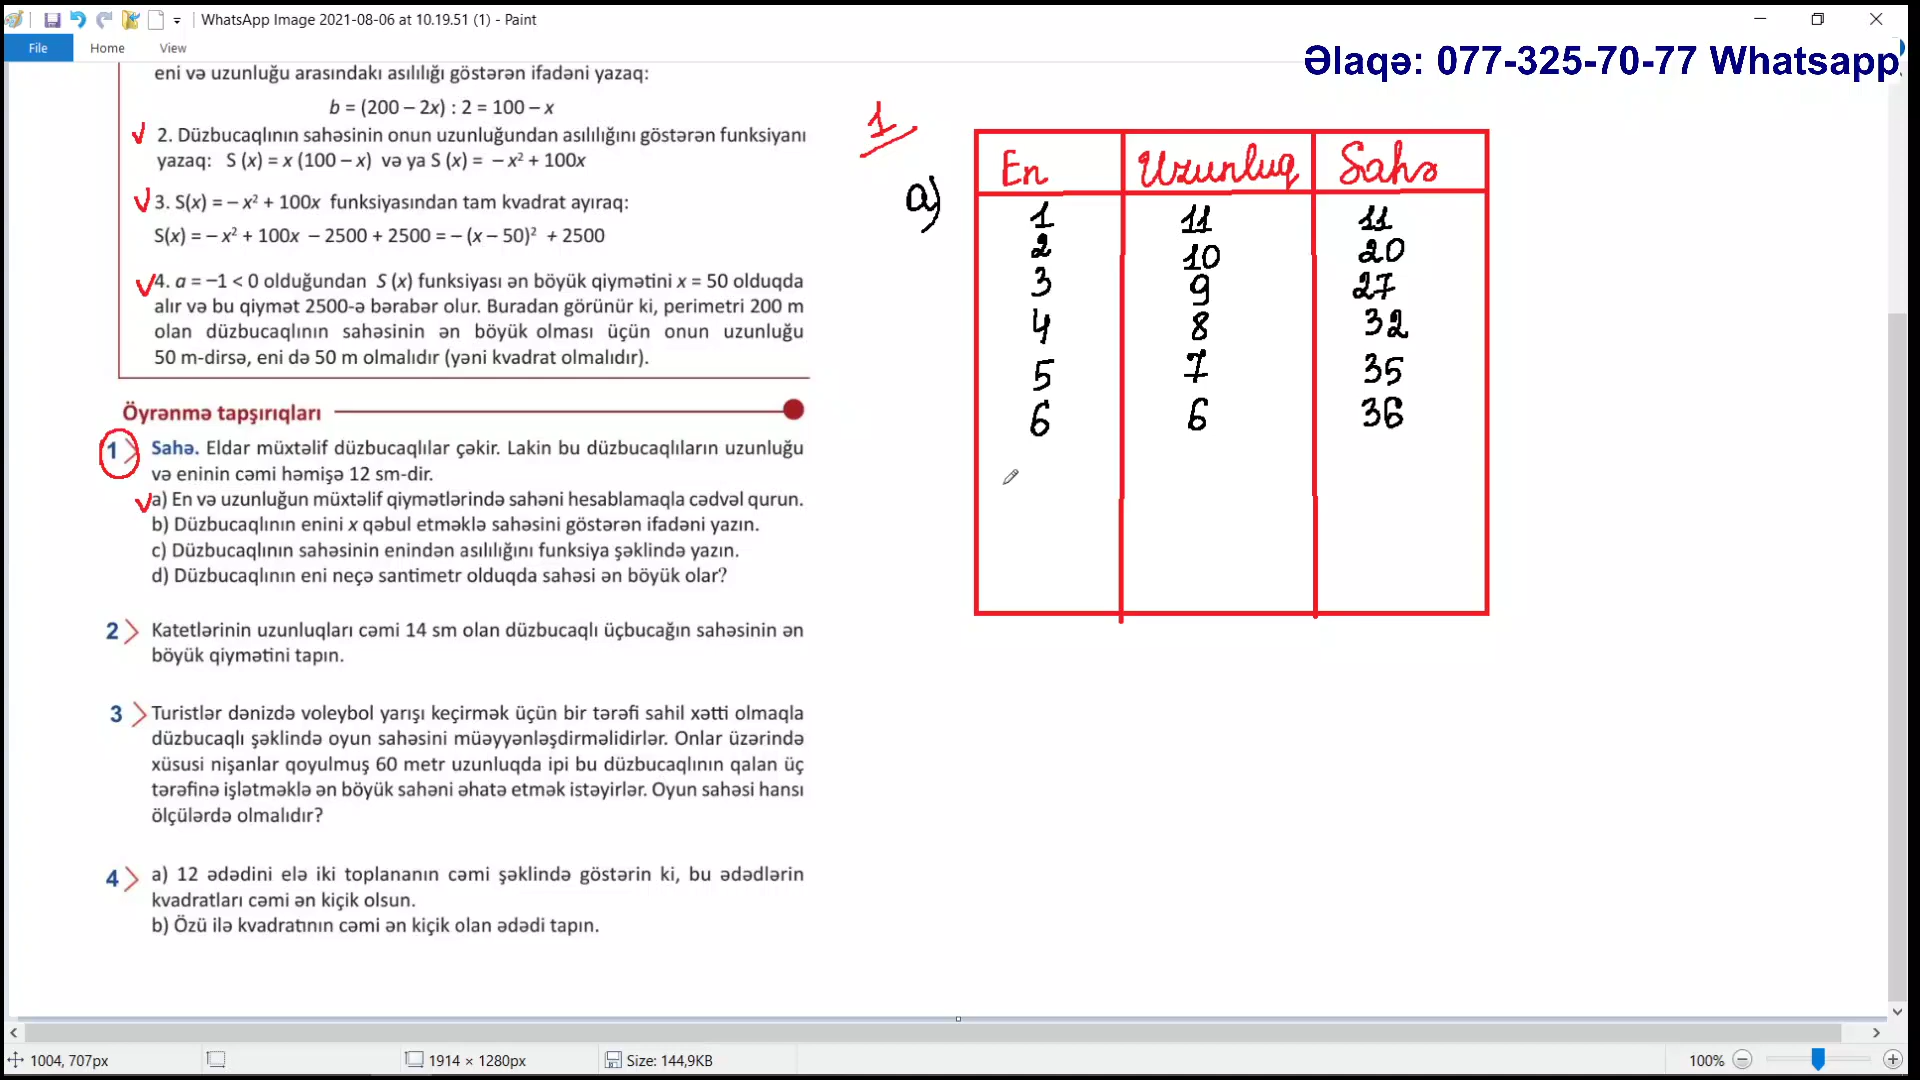 WhatsApp Image 2021-08-06 at 10.19.51 (1) - Paint
File Home View
Əlaqə: 077-325-70-77 Whatsapp
eni və uzunluğu arasındakı asılılığı göstərən ifadəni yazaq:
b = (200 – 2x) : 2 = 100 – x
2. Düzbucaqlının sahəsinin onun uzunluğundan asılılığını göstərən funksiyanı
yazaq: S (x) = x (100 – x) və ya S (x) = – x² + 100x
3. S(x) = – x² + 100x funksiyasından tam kvadrat ayıraq:
S(x) = – x² + 100x – 2500 + 2500 = – (x – 50)² + 2500
4. a = –1 < 0 olduğundan S (x) funksiyası ən böyük qiymətini x = 50 olduqda
alır və bu qiymət 2500-ə bərabər olur. Buradan görünür ki, perimetri 200 m
olan düzbucaqlının sahəsinin ən böyük olması üçün onun uzunluğu
50 m-dirsə, eni də 50 m olmalıdır (yəni kvadrat olmalıdır).
Öyrənmə tapşırıqları
1 Sahə. Eldar müxtəlif düzbucaqlılar çəkir. Lakin bu düzbucaqlıların uzunluğu
və eninin cəmi həmişə 12 sm-dir.
a) En və uzunluğun müxtəlif qiymətlərində sahəni hesablamaqla cədvəl qurun.
b) Düzbucaqlının enini x qəbul etməklə sahəsini göstərən ifadəni yazın.
c) Düzbucaqlının sahəsinin enindən asılılığını funksiya şəklində yazın.
d) Düzbucaqlının eni neçə santimetr olduqda sahəsi ən böyük olar?
2 Katetlərinin uzunluqları cəmi 14 sm olan düzbucaqlı üçbucağın sahəsinin ən
böyük qiymətini tapın.
3 Turistlər dənizdə voleybol yarışı keçirmək üçün bir tərəfi sahil xətti olmaqla
düzbucaqlı şəklində oyun sahəsini müəyyənləşdirməlidirlər. Onlar üzərində
xüsusi nişanlar qoyulmuş 60 metr uzunluqda ipi bu düzbucaqlının qalan üç
tərəfinə işlətməklə ən böyük sahəni əhatə etmək istəyirlər. Oyun sahəsi hansı
ölçülərdə olmalıdır?
4 a) 12 ədədini elə iki toplananın cəmi şəklində göstərin ki, bu ədədlərin
kvadratları cəmi ən kiçik olsun.
b) Özü ilə kvadratının cəmi ən kiçik olan ədədi tapın.
1
a)
En Uzunluq Sahə
1 11 11
2 10 20
3 9 27
4 8 32
5 7 35
6 6 36
1004, 707px 1914 × 1280px Size: 144,9KB 100%